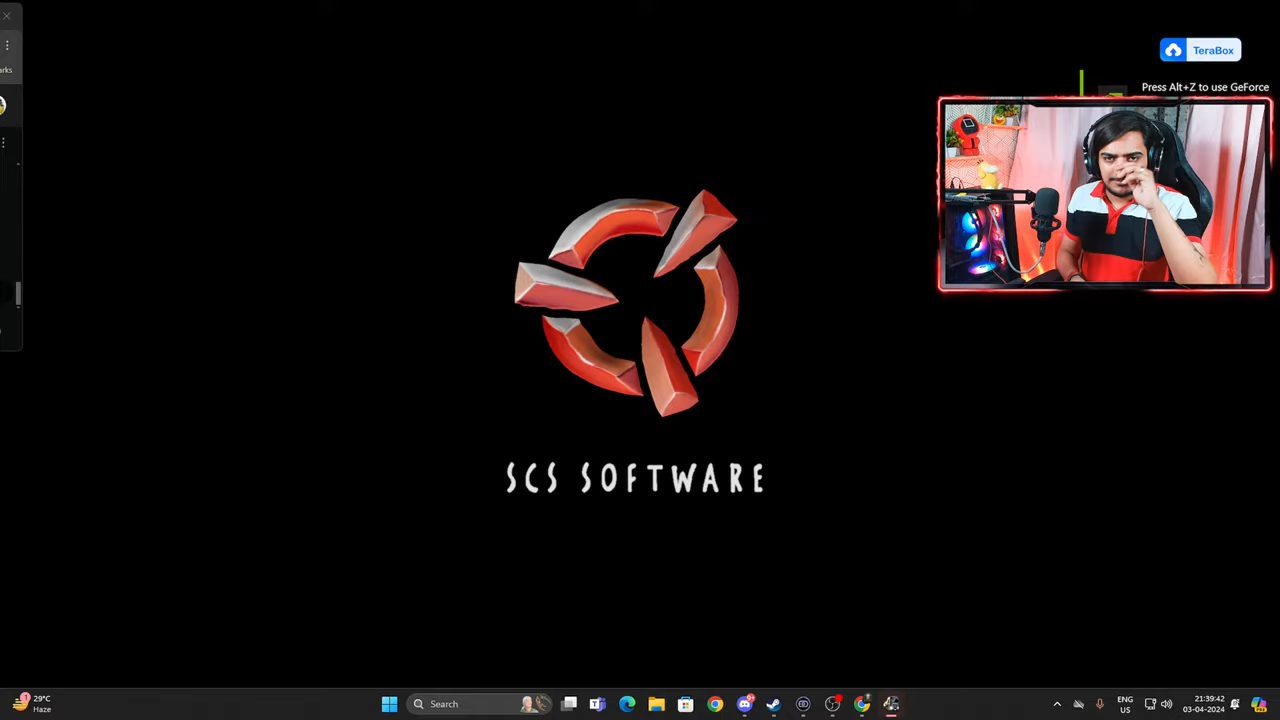 arks
TeraBox
Press Alt+Z to use GeForce
SCS SOFTWARE
29°C
Haze
Search
ENG
US
21:39:42
03-04-2024